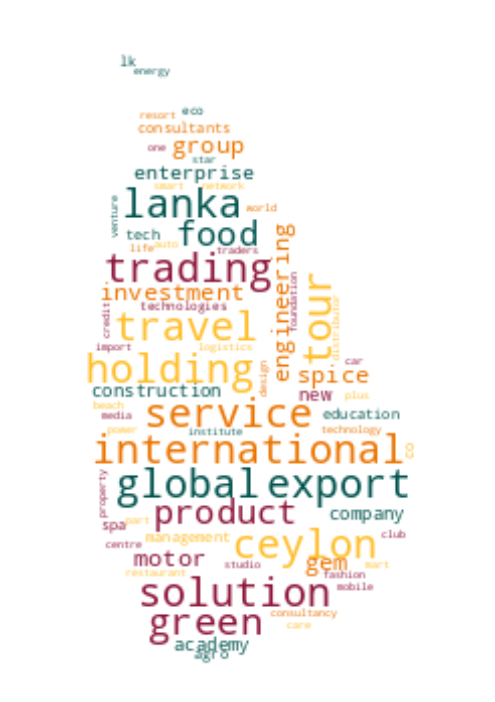 lk
energy
resort eco
consultants
one group
star
enterprise
smart network
venture lanka world
tech food
life auto traders
trading engineering
investment foundation tour distributor
credit technologies
travel
import logistics
holding car
design spice
construction new plus
beach
media service education
power institute technology
international co
global export
property product company
spa part
management ceylon club
centre
motor gem mart
restaurant studio fashion
solution mobile
green consultancy
care
academy
agro